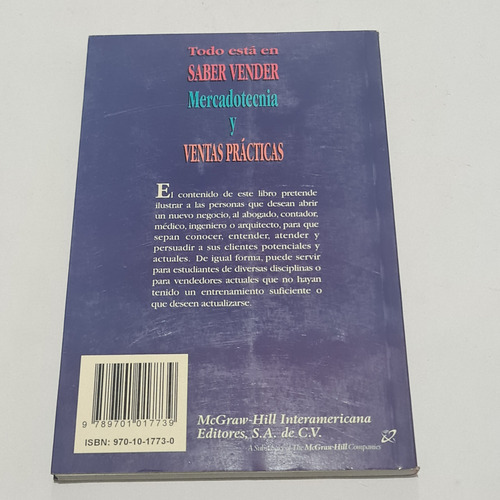 Todo está en
SABER VENDER
Mercadotecnia
y
VENTAS PRÁCTICAS
El contenido de este libro pretende
ilustrar a las personas que desean abrir
un nuevo negocio, al abogado, contador,
médico, ingeniero o arquitecto, para que
sepan conocer, entender, atender y
persuadir a sus clientes potenciales y
actuales. De igual forma, puede servir
para estudiantes de diversas disciplinas o
para vendedores actuales que no hayan
tenido un entrenamiento suficiente o
que deseen actualizarse.
9 789701 017739
ISBN: 970-10-1773-0
McGraw-Hill Interamericana
Editores, S.A. de C.V.
A Subsidiary of The McGraw-Hill Companies